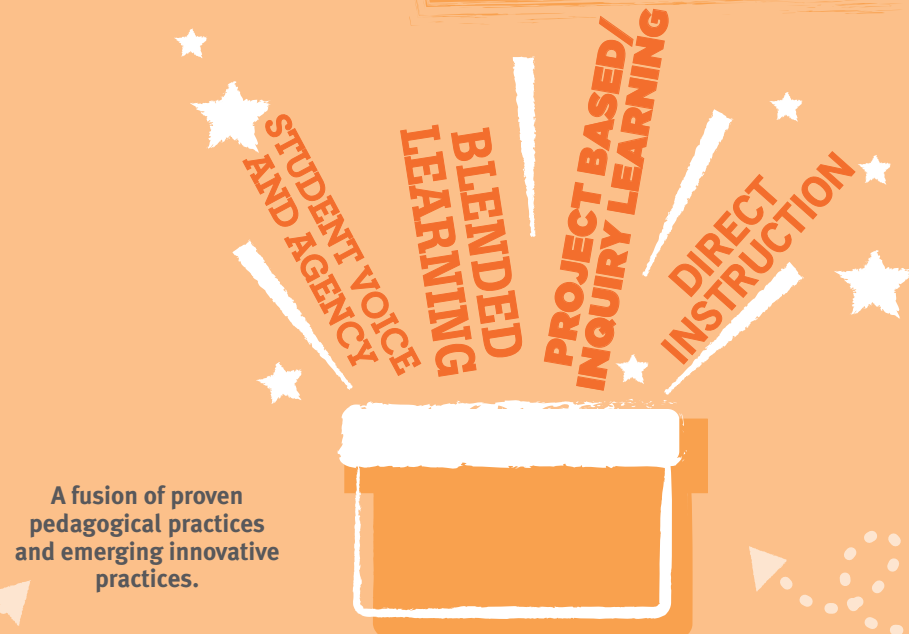 STUDENT VOICE
AND AGENCY
BLENDED
LEARNING
PROJECT BASED/
INQUIRY LEARNING
DIRECT
INSTRUCTION
A fusion of proven
pedagogical practices
and emerging innovative
practices.